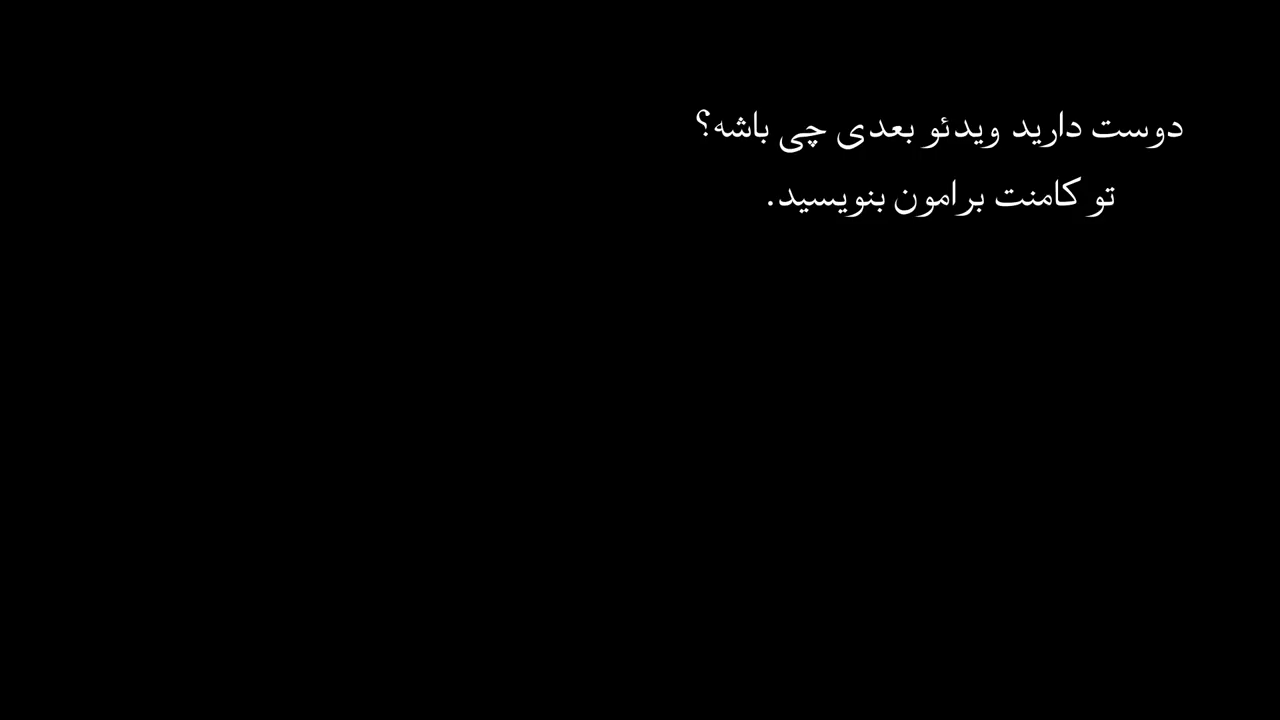 دوست دارید ویدئو بعدی چی باشه؟
تو کامنت برامون بنویسید.